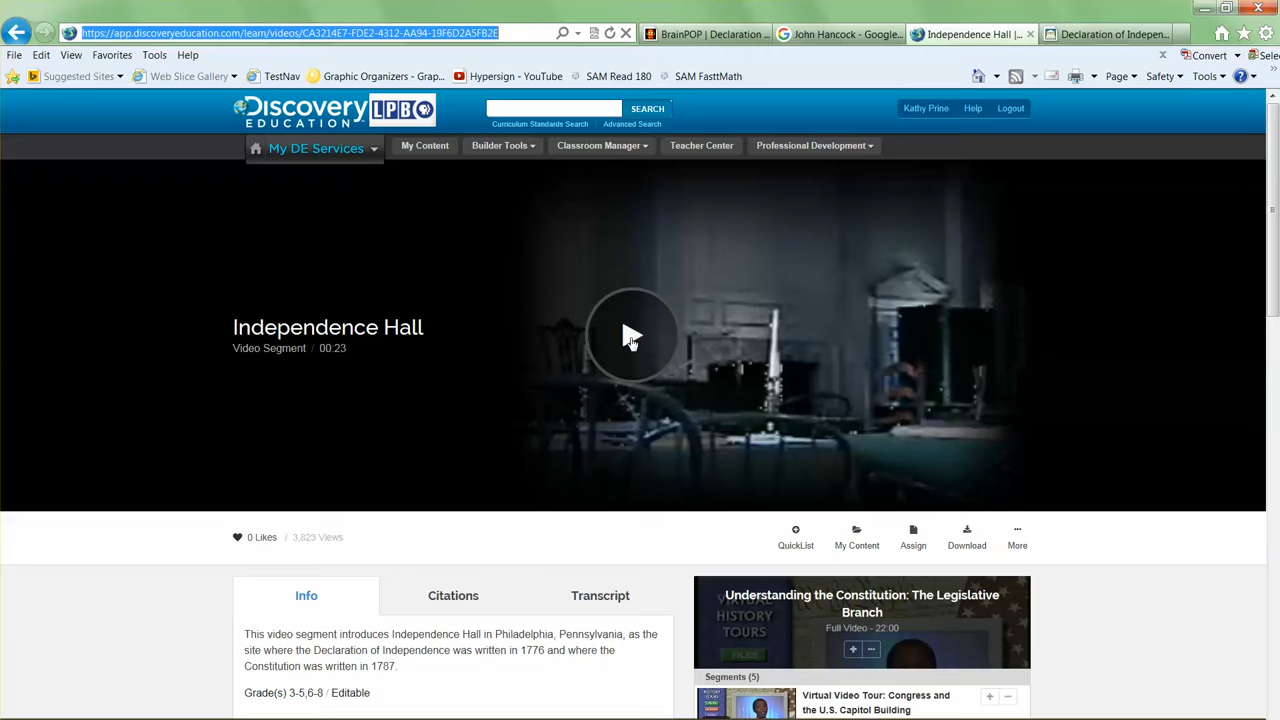 https://app.discoveryeducation.com/learn/videos/CA3214E7-FDE2-4312-AA94-19F6D2A5FB2E
BrainPOP | Declaration ...
John Hancock - Google...
Independence Hall |
Declaration of Indepen...
File Edit View Favorites Tools Help
Convert
Selec
Suggested Sites
Web Slice Gallery
TestNav
Graphic Organizers - Grap...
Hypersign - YouTube
SAM Read 180
SAM FastMath
Page
Safety
Tools
Discovery
EDUCATION
LPB
SEARCH
Curriculum Standards Search
Advanced Search
Kathy Prine Help Logout
My DE Services
My Content
Builder Tools
Classroom Manager
Teacher Center
Professional Development
Independence Hall
Video Segment / 00:23
0 Likes / 3,823 Views
QuickList
My Content
Assign
Download
More
Info
Citations
Transcript
This video segment introduces Independence Hall in Philadelphia, Pennsylvania, as the
site where the Declaration of Independence was written in 1776 and where the
Constitution was written in 1787.
Grade(s) 3-5,6-8 / Editable
Understanding the Constitution: The Legislative
Branch
Full Video - 22:00
VIRTUAL
HISTORY
TOURS
FILES
Segments (5)
Virtual Video Tour: Congress and
the U.S. Capitol Building